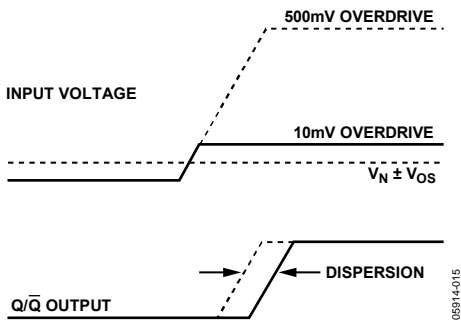 500mV OVERDRIVE
INPUT VOLTAGE
10mV OVERDRIVE
V_N ± V_OS
DISPERSION
Q/Q̅ OUTPUT
05914-015